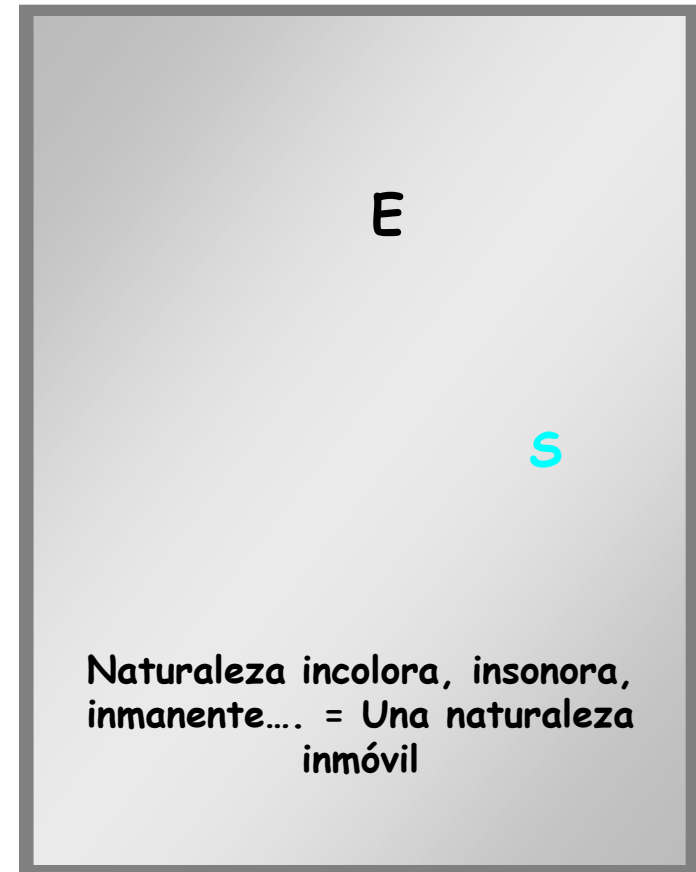 E
S
Naturaleza incolora, insonora,
inmanente…. = Una naturaleza
inmóvil